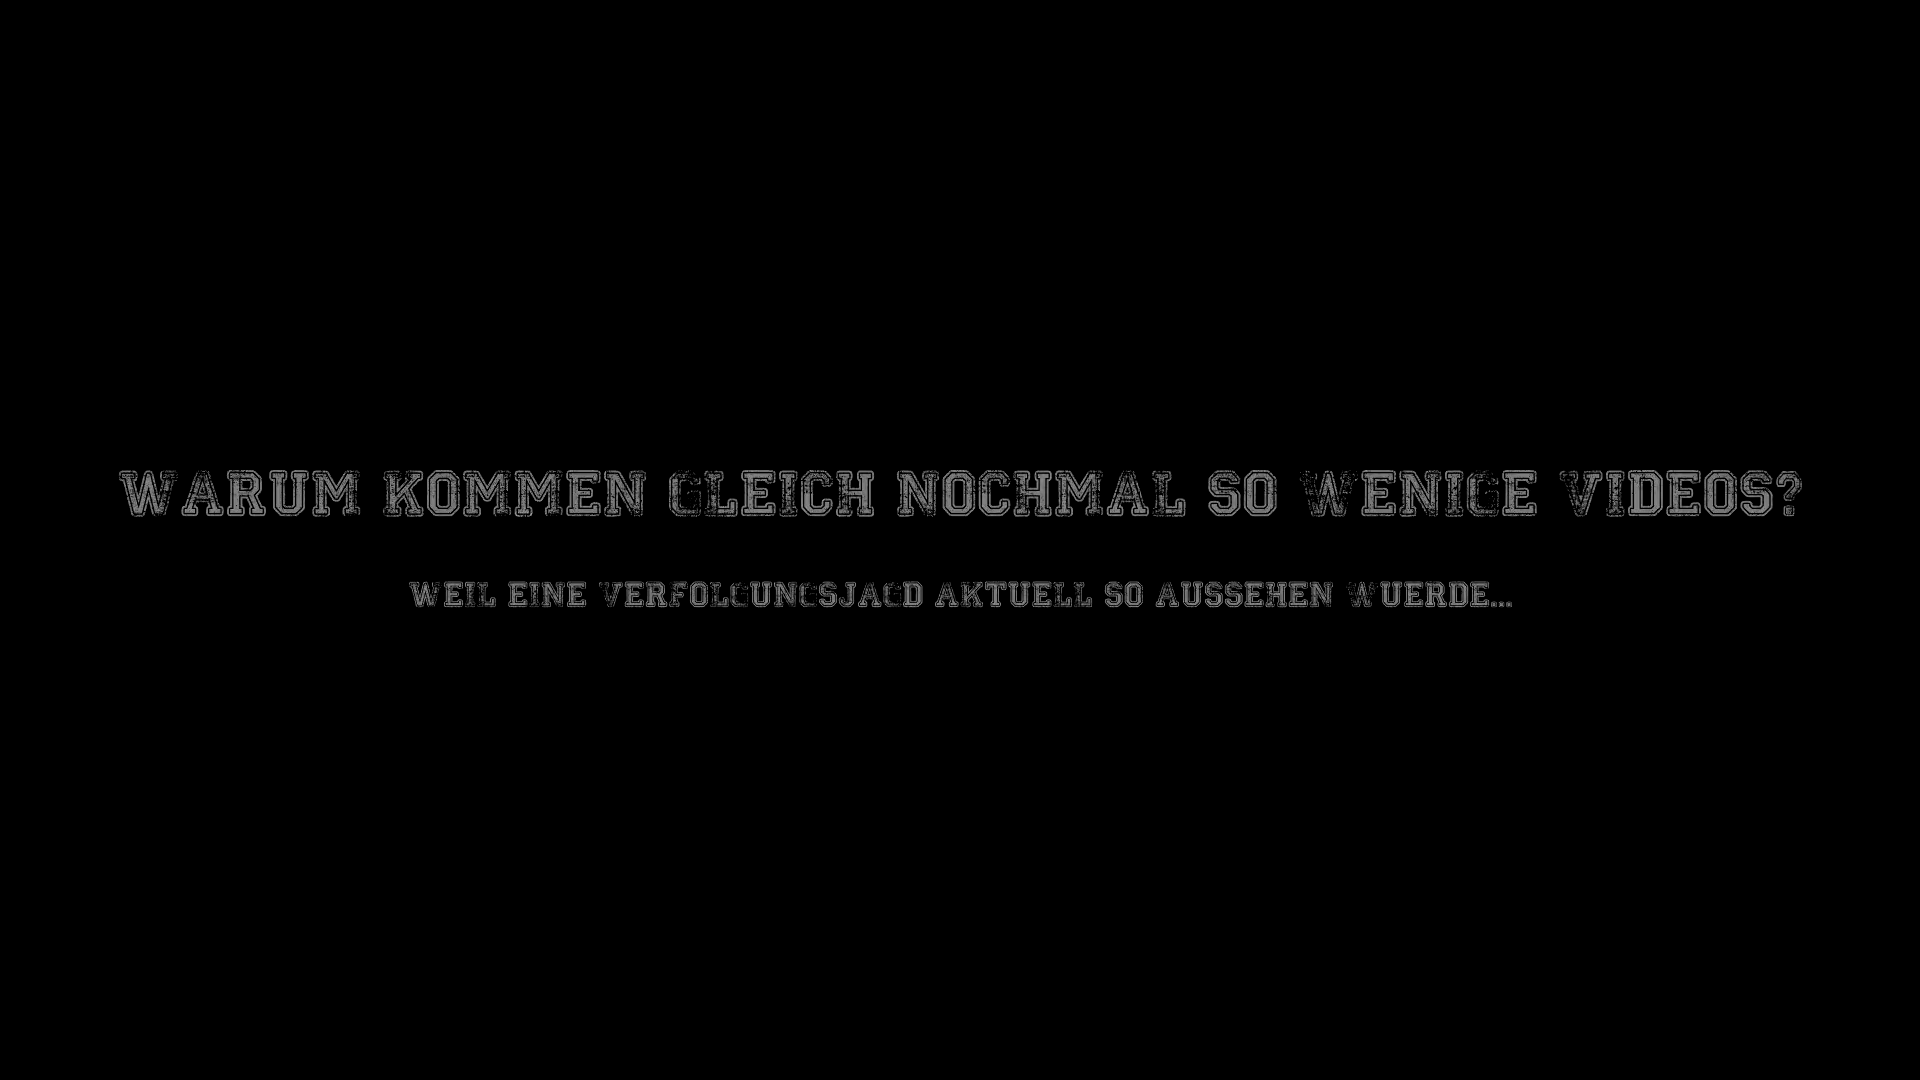 WARUM KOMMEN GLEICH NOCHMAL SO WENIGE VIDEOS?
WEIL EINE VERFOLGUNGSJAGD AKTUELL SO AUSSEHEN WUERDE...